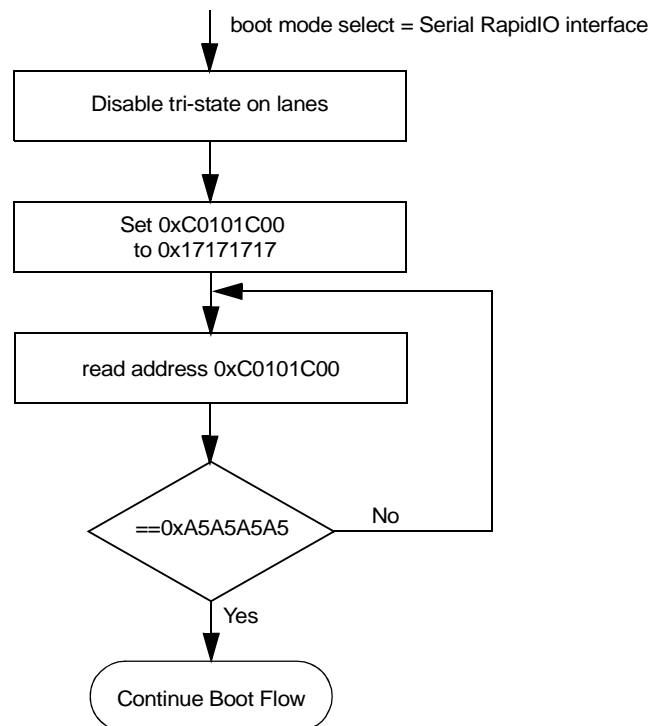 boot mode select = Serial RapidIO interface
Disable tri-state on lanes
Set 0xC0101C00
to 0x17171717
read address 0xC0101C00
==0xA5A5A5A5
No
Yes
Continue Boot Flow